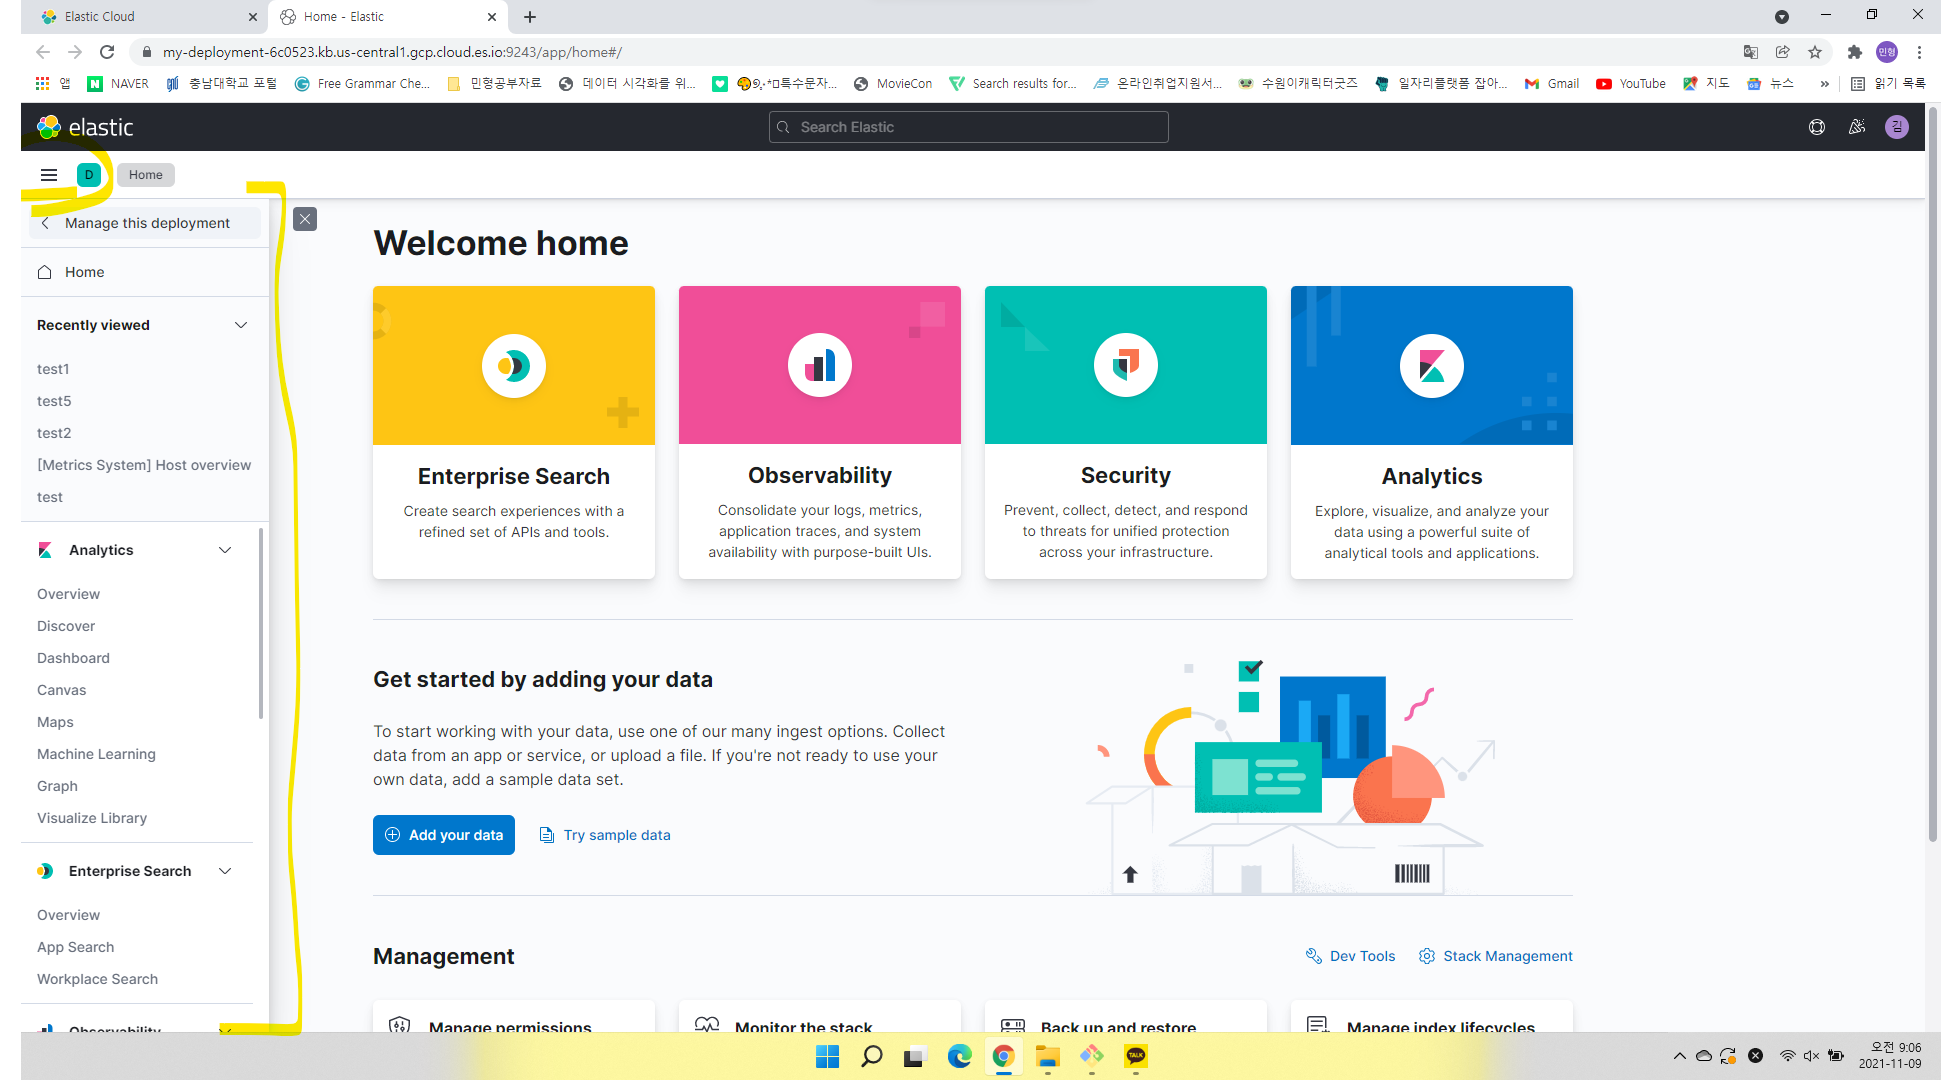 Elastic Cloud
Home - Elastic
my-deployment-6c0523.kb.us-central1.gcp.cloud.es.io:9243/app/home#/
민형
앱
NAVER
충남대학교 포털
Free Grammar Che...
민형공부자료
데이터 시각화를 위...
MovieCon
Search results for...
온라인취업지원서...
수원이캐릭터굿즈
일자리플랫폼 잡아...
Gmail
YouTube
지도
뉴스
»
읽기 목록
elastic
Search Elastic
김
D
Home
Manage this deployment
Home
Recently viewed
test1
test5
test2
[Metrics System] Host overview
test
Analytics
Overview
Discover
Dashboard
Canvas
Maps
Machine Learning
Graph
Visualize Library
Enterprise Search
Overview
App Search
Workplace Search
Observability
Welcome home
Enterprise Search
Create search experiences with a
refined set of APIs and tools.
Observability
Consolidate your logs, metrics,
application traces, and system
availability with purpose-built UIs.
Security
Prevent, collect, detect, and respond
to threats for unified protection
across your infrastructure.
Analytics
Explore, visualize, and analyze your
data using a powerful suite of
analytical tools and applications.
Get started by adding your data
To start working with your data, use one of our many ingest options. Collect
data from an app or service, or upload a file. If you're not ready to use your
own data, add a sample data set.
Add your data
Try sample data
Management
Dev Tools
Stack Management
Manage permissions
Monitor the stack
Back up and restore
Manage index lifecycles
TALK
오전 9:06
2021-11-09